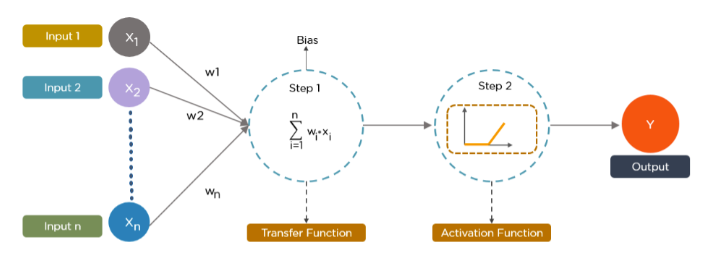 Input 1
X1
Input 2
X2
Input n
Xn
w1
w2
wn
Bias
Step 1
n
∑ wi*xi
i=1
Transfer Function
Step 2
Activation Function
Y
Output